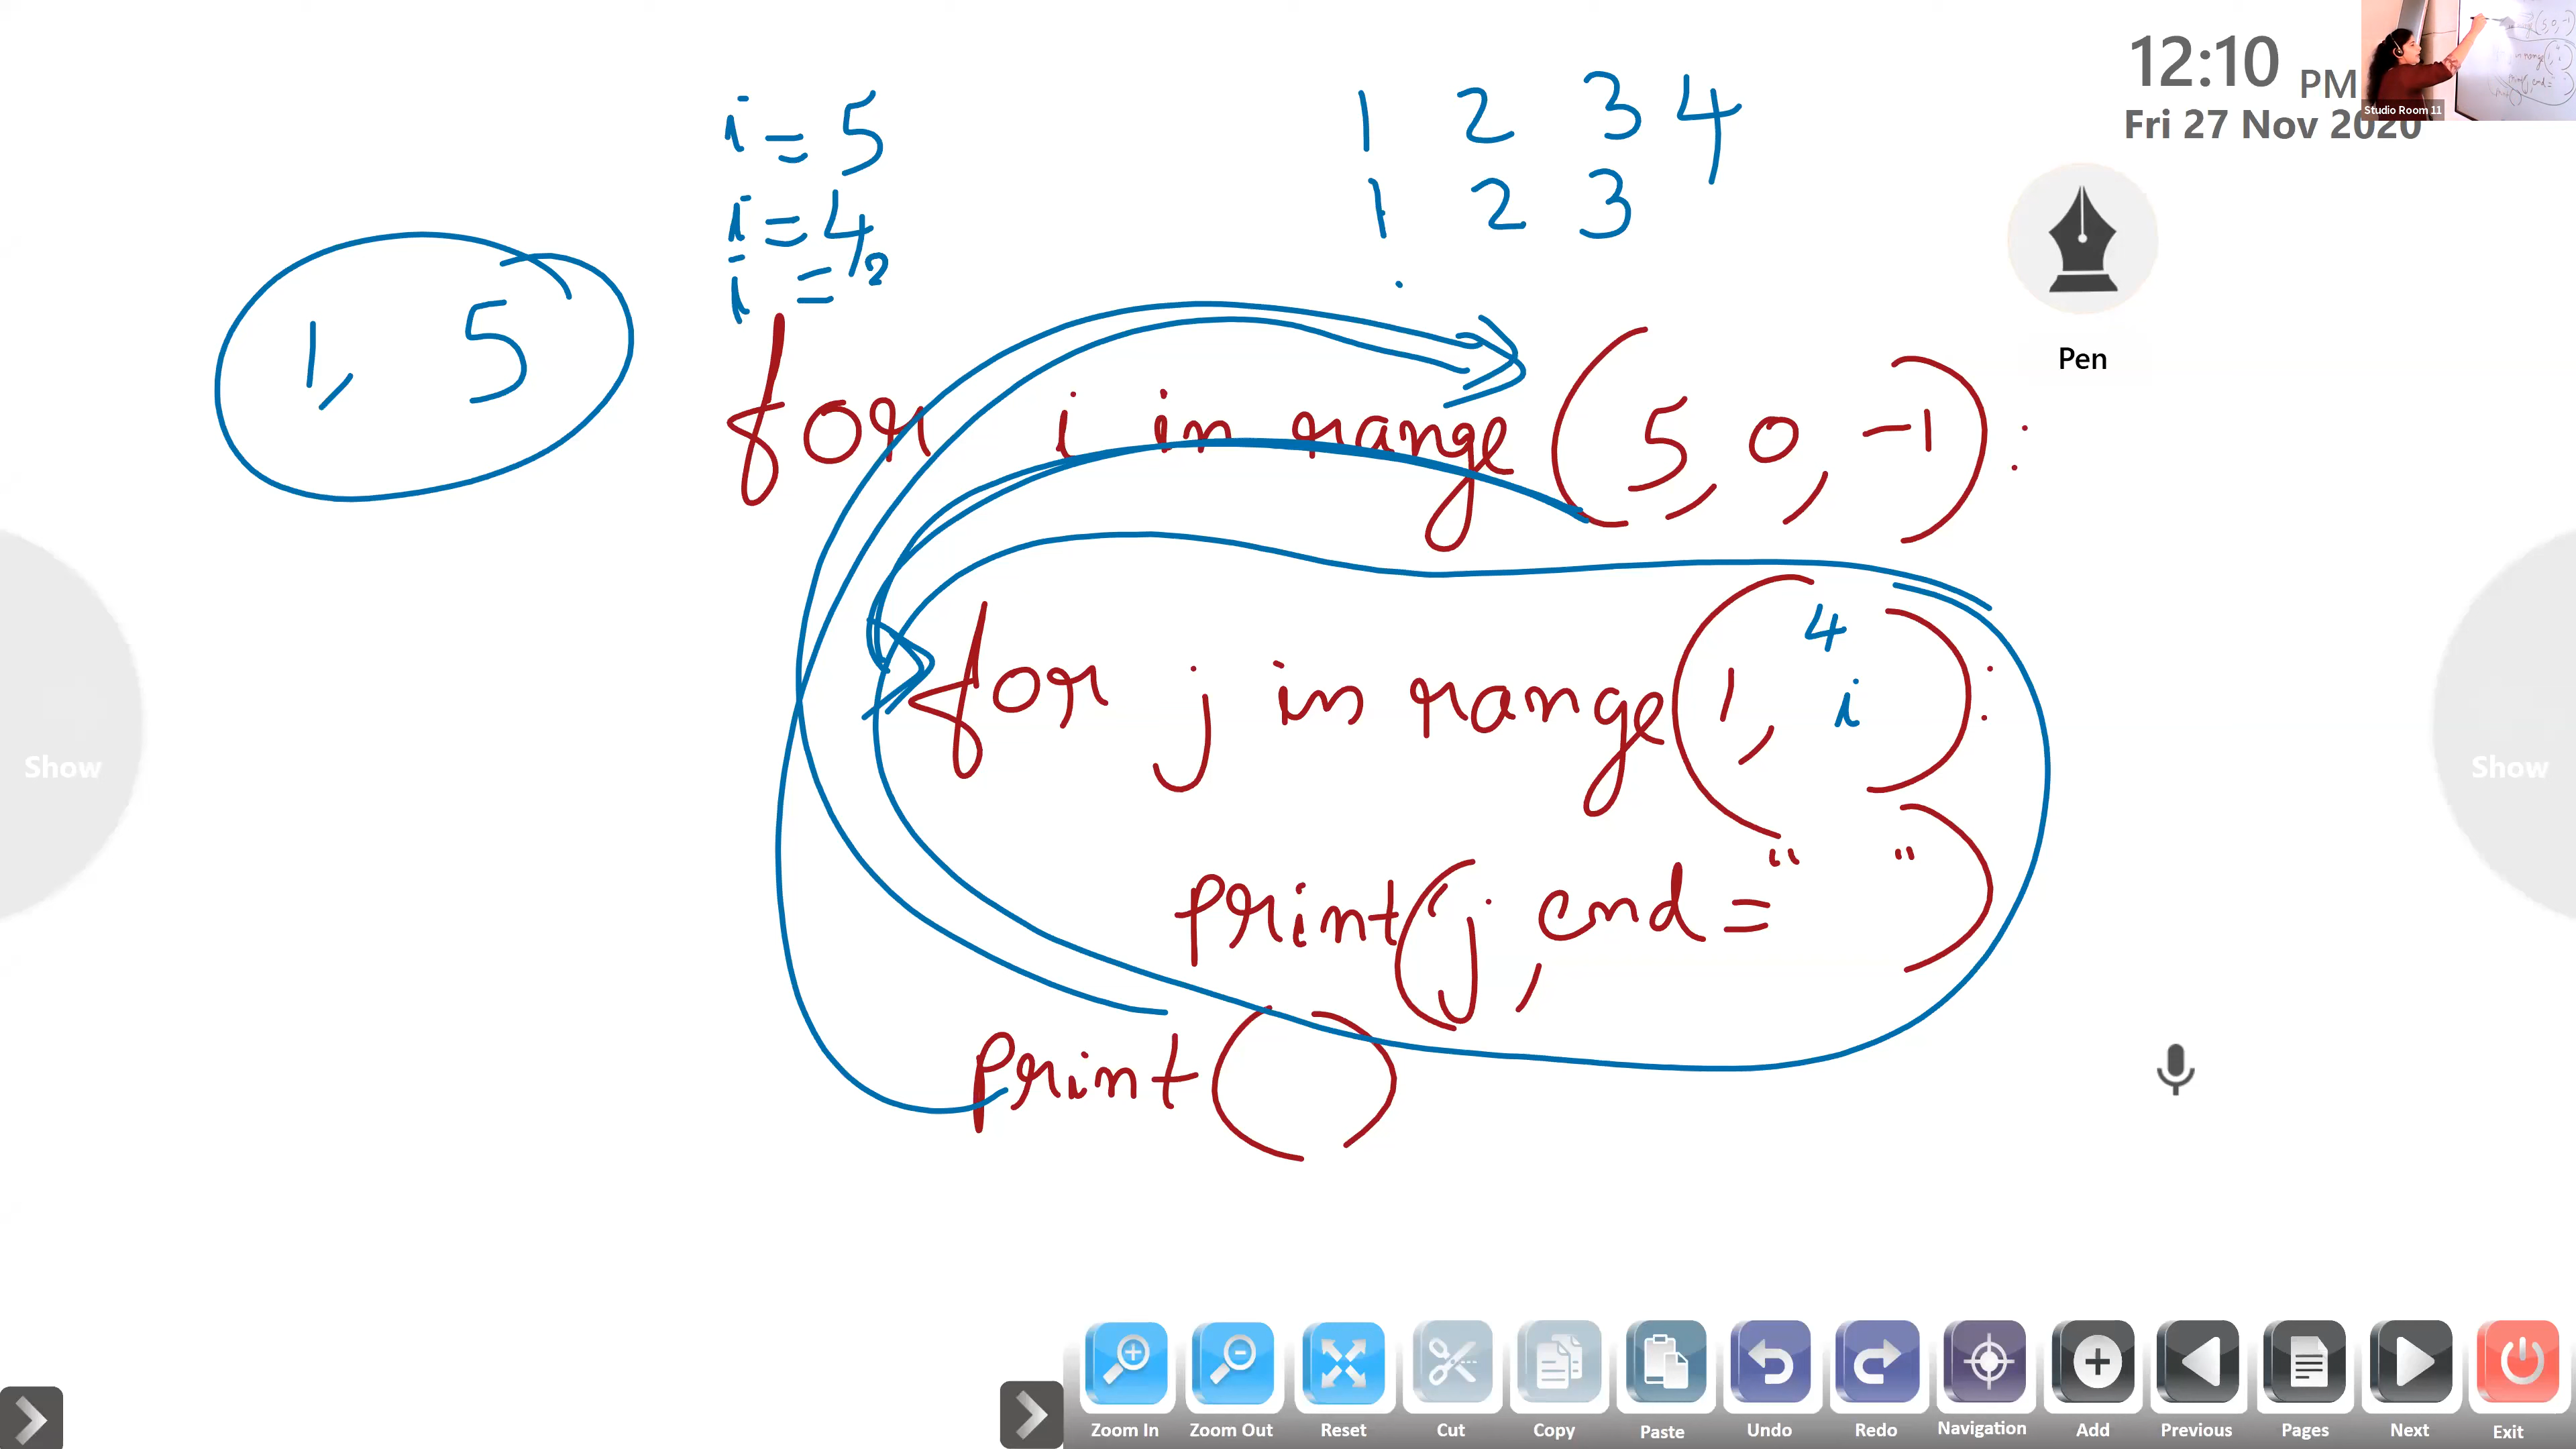 12:10 PM
Fri 27 Nov 2020
Studio Room 11
Pen
i = 5
i = 4
i =
1 2 3 4
1 2 3
1, 5
for i in range (5, 0, -1):
4
for j in range(1, i):
print(j, end=" ")
print()
Show
Show
Zoom In
Zoom Out
Reset
Cut
Copy
Paste
Undo
Redo
Navigation
Add
Previous
Pages
Next
Exit